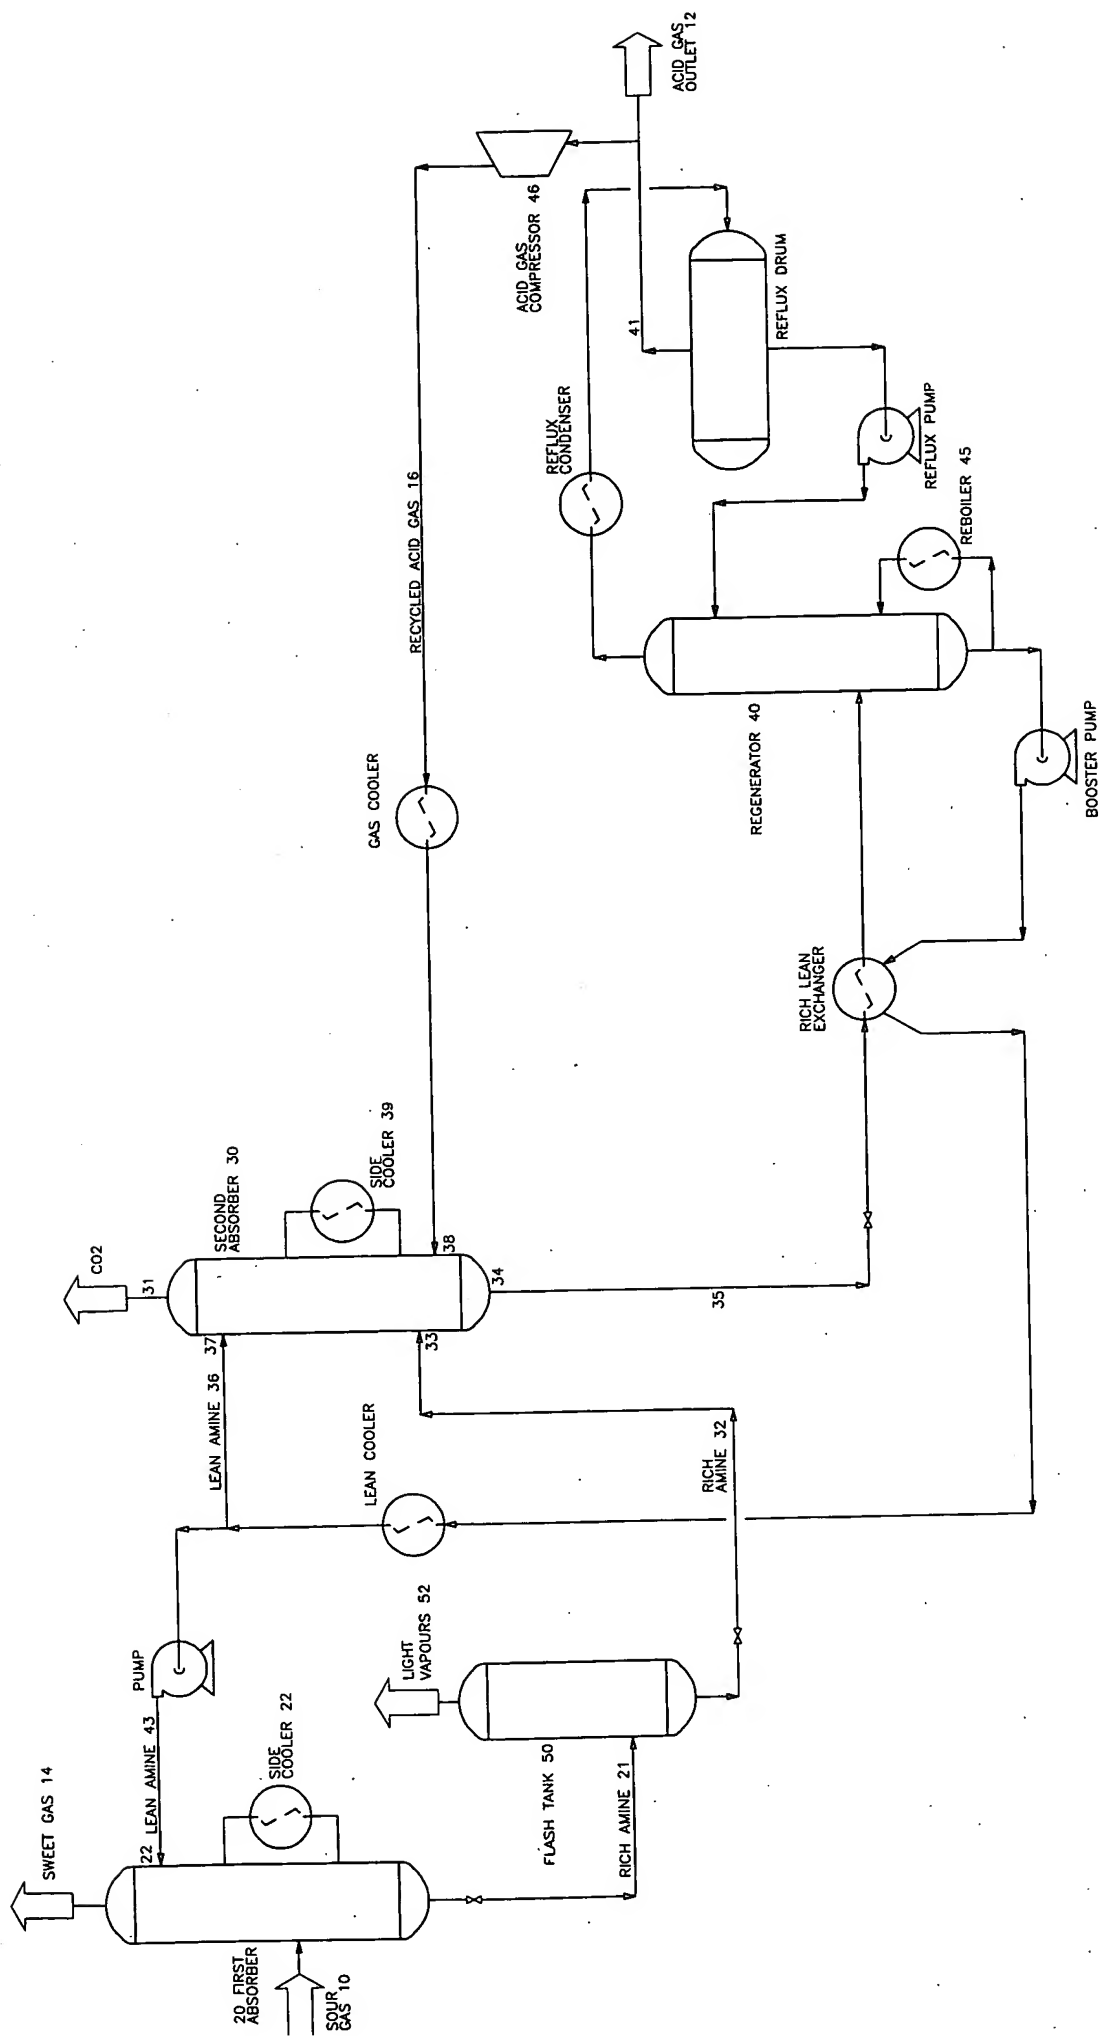 SWEET GAS 14
22
LEAN AMINE 43
PUMP
20 FIRST
ABSORBER
SOUR
GAS 10
SIDE
COOLER 22
FLASH TANK 50
RICH AMINE 21
LIGHT
VAPOURS 52
LEAN COOLER
LEAN AMINE 36
37
CO2
31
SECOND
ABSORBER 30
SIDE
COOLER 39
33
38
34
35
RICH
AMINE 32
RICH LEAN
EXCHANGER
GAS COOLER
RECYCLED ACID GAS 16
REGENERATOR 40
BOOSTER PUMP
REBOILER 45
REFLUX PUMP
REFLUX
CONDENSER
REFLUX DRUM
41
ACID GAS
COMPRESSOR 46
ACID GAS
OUTLET 12